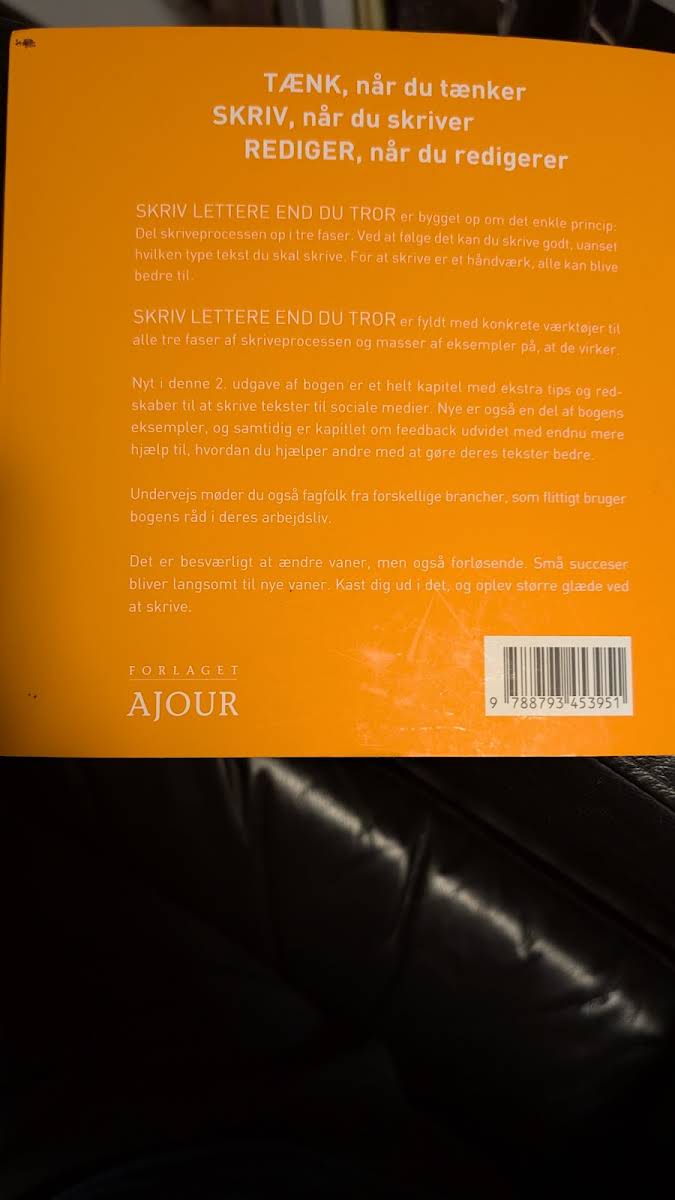 TÆNK, når du tænker
SKRIV, når du skriver
REDIGER, når du redigerer
SKRIV LETTERE END DU TROR er bygget op om det enkle princip:
Del skriveprocessen op i tre faser. Ved at følge det kan du skrive godt, uanset
hvilken type tekst du skal skrive. For at skrive er et håndværk, alle kan blive
bedre til.
SKRIV LETTERE END DU TROR er fyldt med konkrete værktøjer til
alle tre faser af skriveprocessen og masser af eksempler på, at de virker.
Nyt i denne 2. udgave af bogen er et helt kapitel med ekstra tips og red-
skaber til at skrive tekster til sociale medier. Nye er også en del af bogens
eksempler, og samtidig er kapitlet om feedback udvidet med endnu mere
hjælp til, hvordan du hjælper andre med at gøre deres tekster bedre.
Undervejs møder du også fagfolk fra forskellige brancher, som flittigt bruger
bogens råd i deres arbejdsliv.
Det er besværligt at ændre vaner, men også forløsende. Små succeser
bliver langsomt til nye vaner. Kast dig ud i det, og oplev større glæde ved
at skrive.
FORLAGET
AJOUR
9 788793 453951